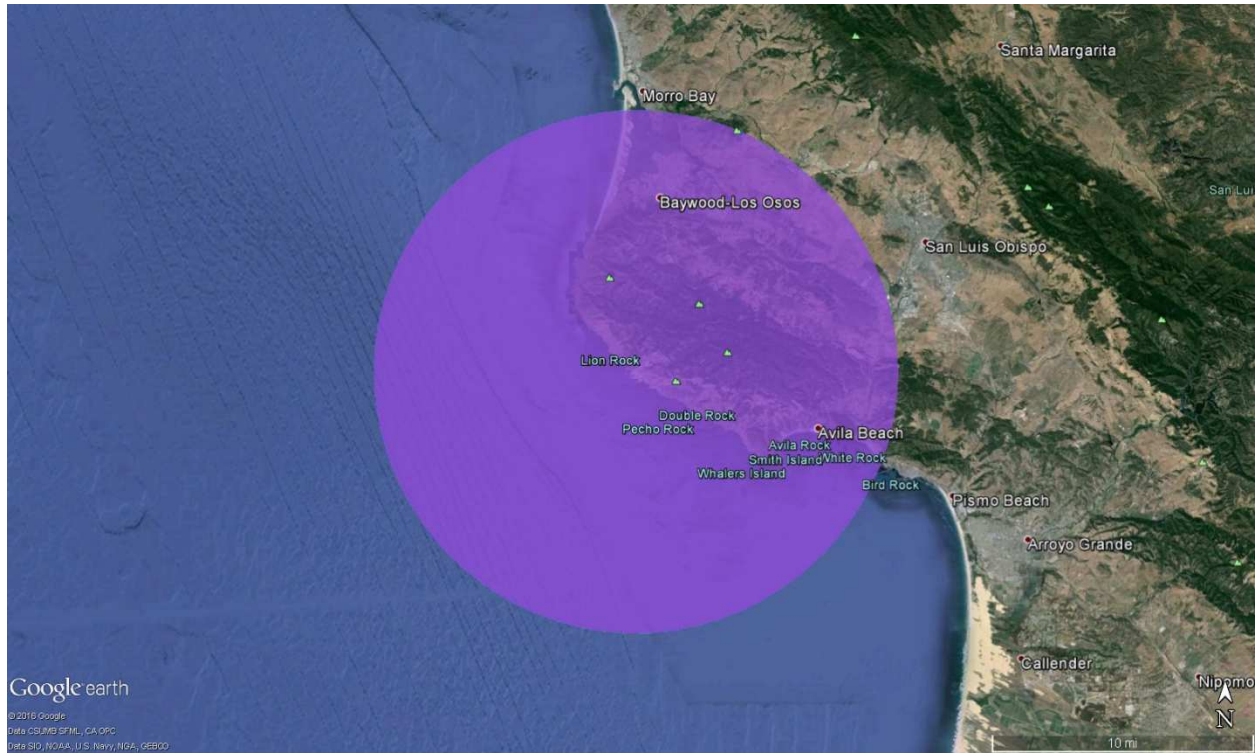 Santa Margarita
Morro Bay
San Lui
Baywood-Los Osos
San Luis Obispo
Lion Rock
Double Rock
Pecho Rock
Avila Beach
Avila Rock
Smith Island
White Rock
Whalers Island
Bird Rock
Pismo Beach
Arroyo Grande
Callender
Nipomo
Google earth
N
© 2016 Google
Data CSUMB SFML, CA OPC
Data SIO, NOAA, U.S. Navy, NGA, GEBCO
10 mi